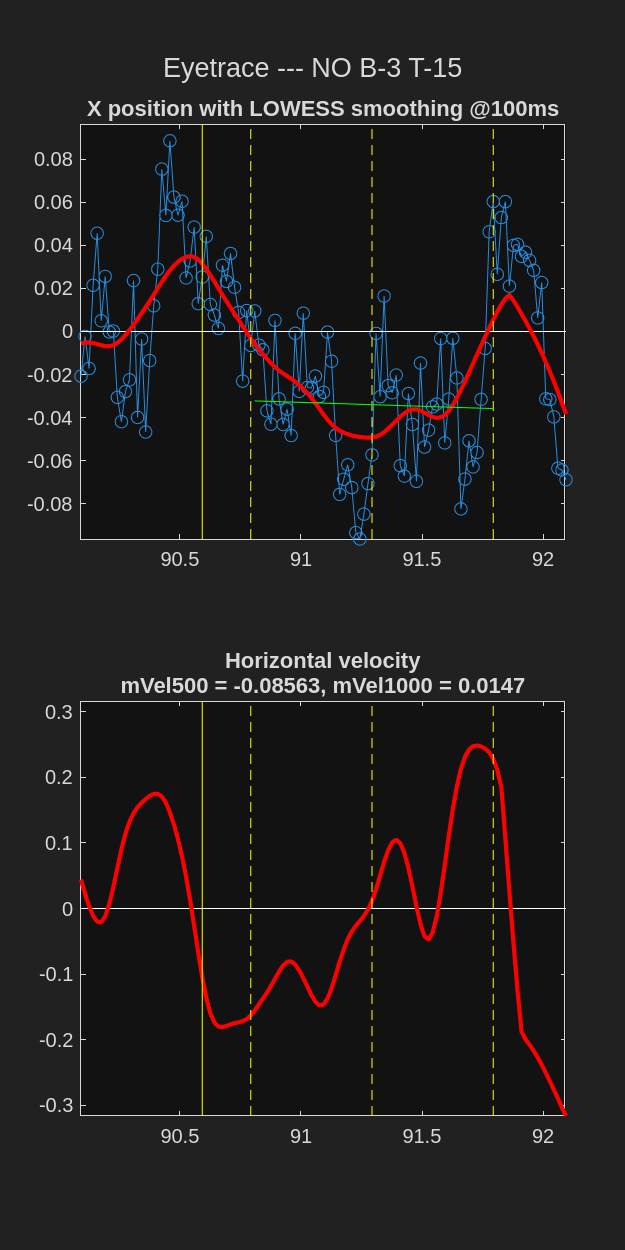 Eyetrace --- NO B-3 T-15
X position with LOWESS smoothing @100ms
0.08
0.06
0.04
0.02
0
-0.02
-0.04
-0.06
-0.08
90.5 91 91.5 92
Horizontal velocity
mVel500 = -0.08563, mVel1000 = 0.0147
0.3
0.2
0.1
0
-0.1
-0.2
-0.3
90.5 91 91.5 92